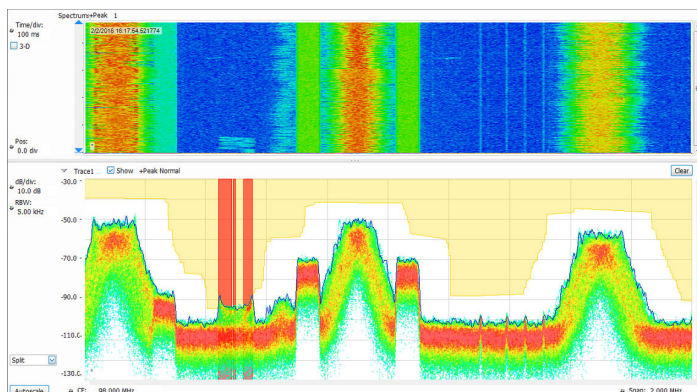 Spectrum+Peak 1
Time/div:
100 ms
3-D
2/2/2016 16:17:54.521774
Pos:
0.0 div
Trace1 Show +Peak Normal Clear
dB/div:
10.0 dB
RBW:
5.00 kHz
-30.0
-50.0
-70.0
-90.0
-110.0
-130.0
Split
Autoscale CF: 98.000 MHz Span: 2.000 MHz